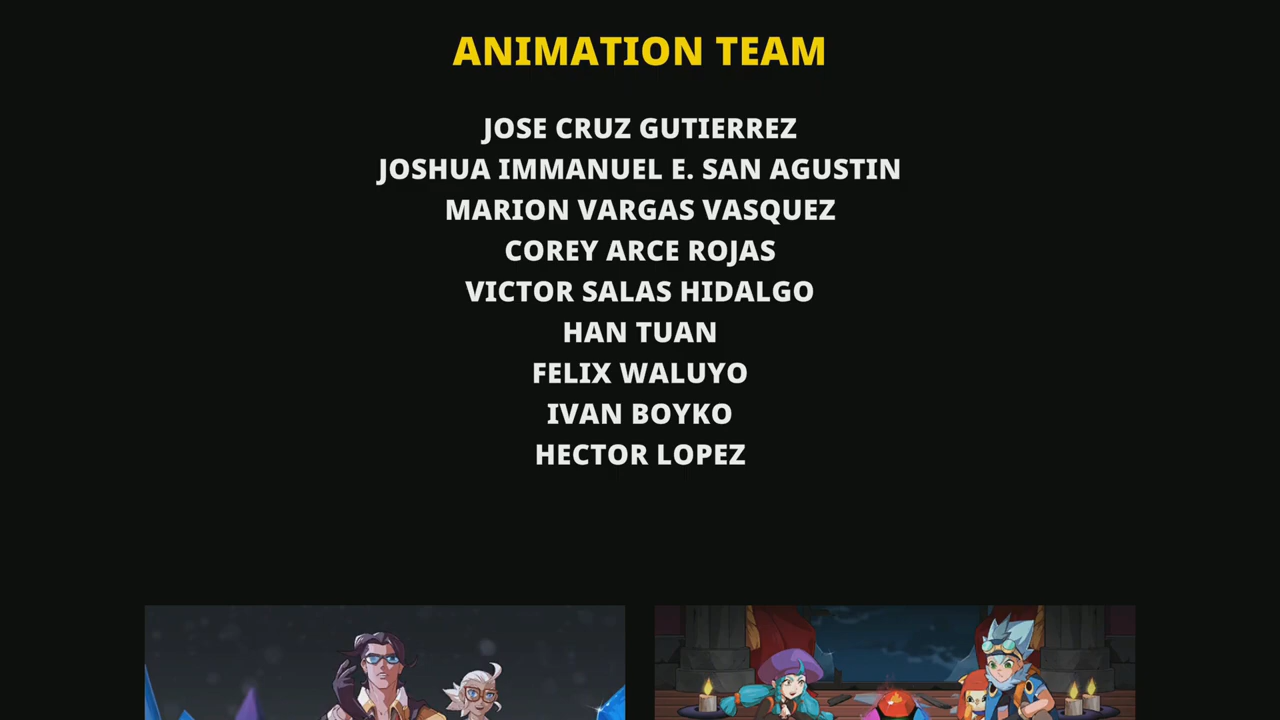 ANIMATION TEAM
JOSE CRUZ GUTIERREZ
JOSHUA IMMANUEL E. SAN AGUSTIN
MARION VARGAS VASQUEZ
COREY ARCE ROJAS
VICTOR SALAS HIDALGO
HAN TUAN
FELIX WALUYO
IVAN BOYKO
HECTOR LOPEZ